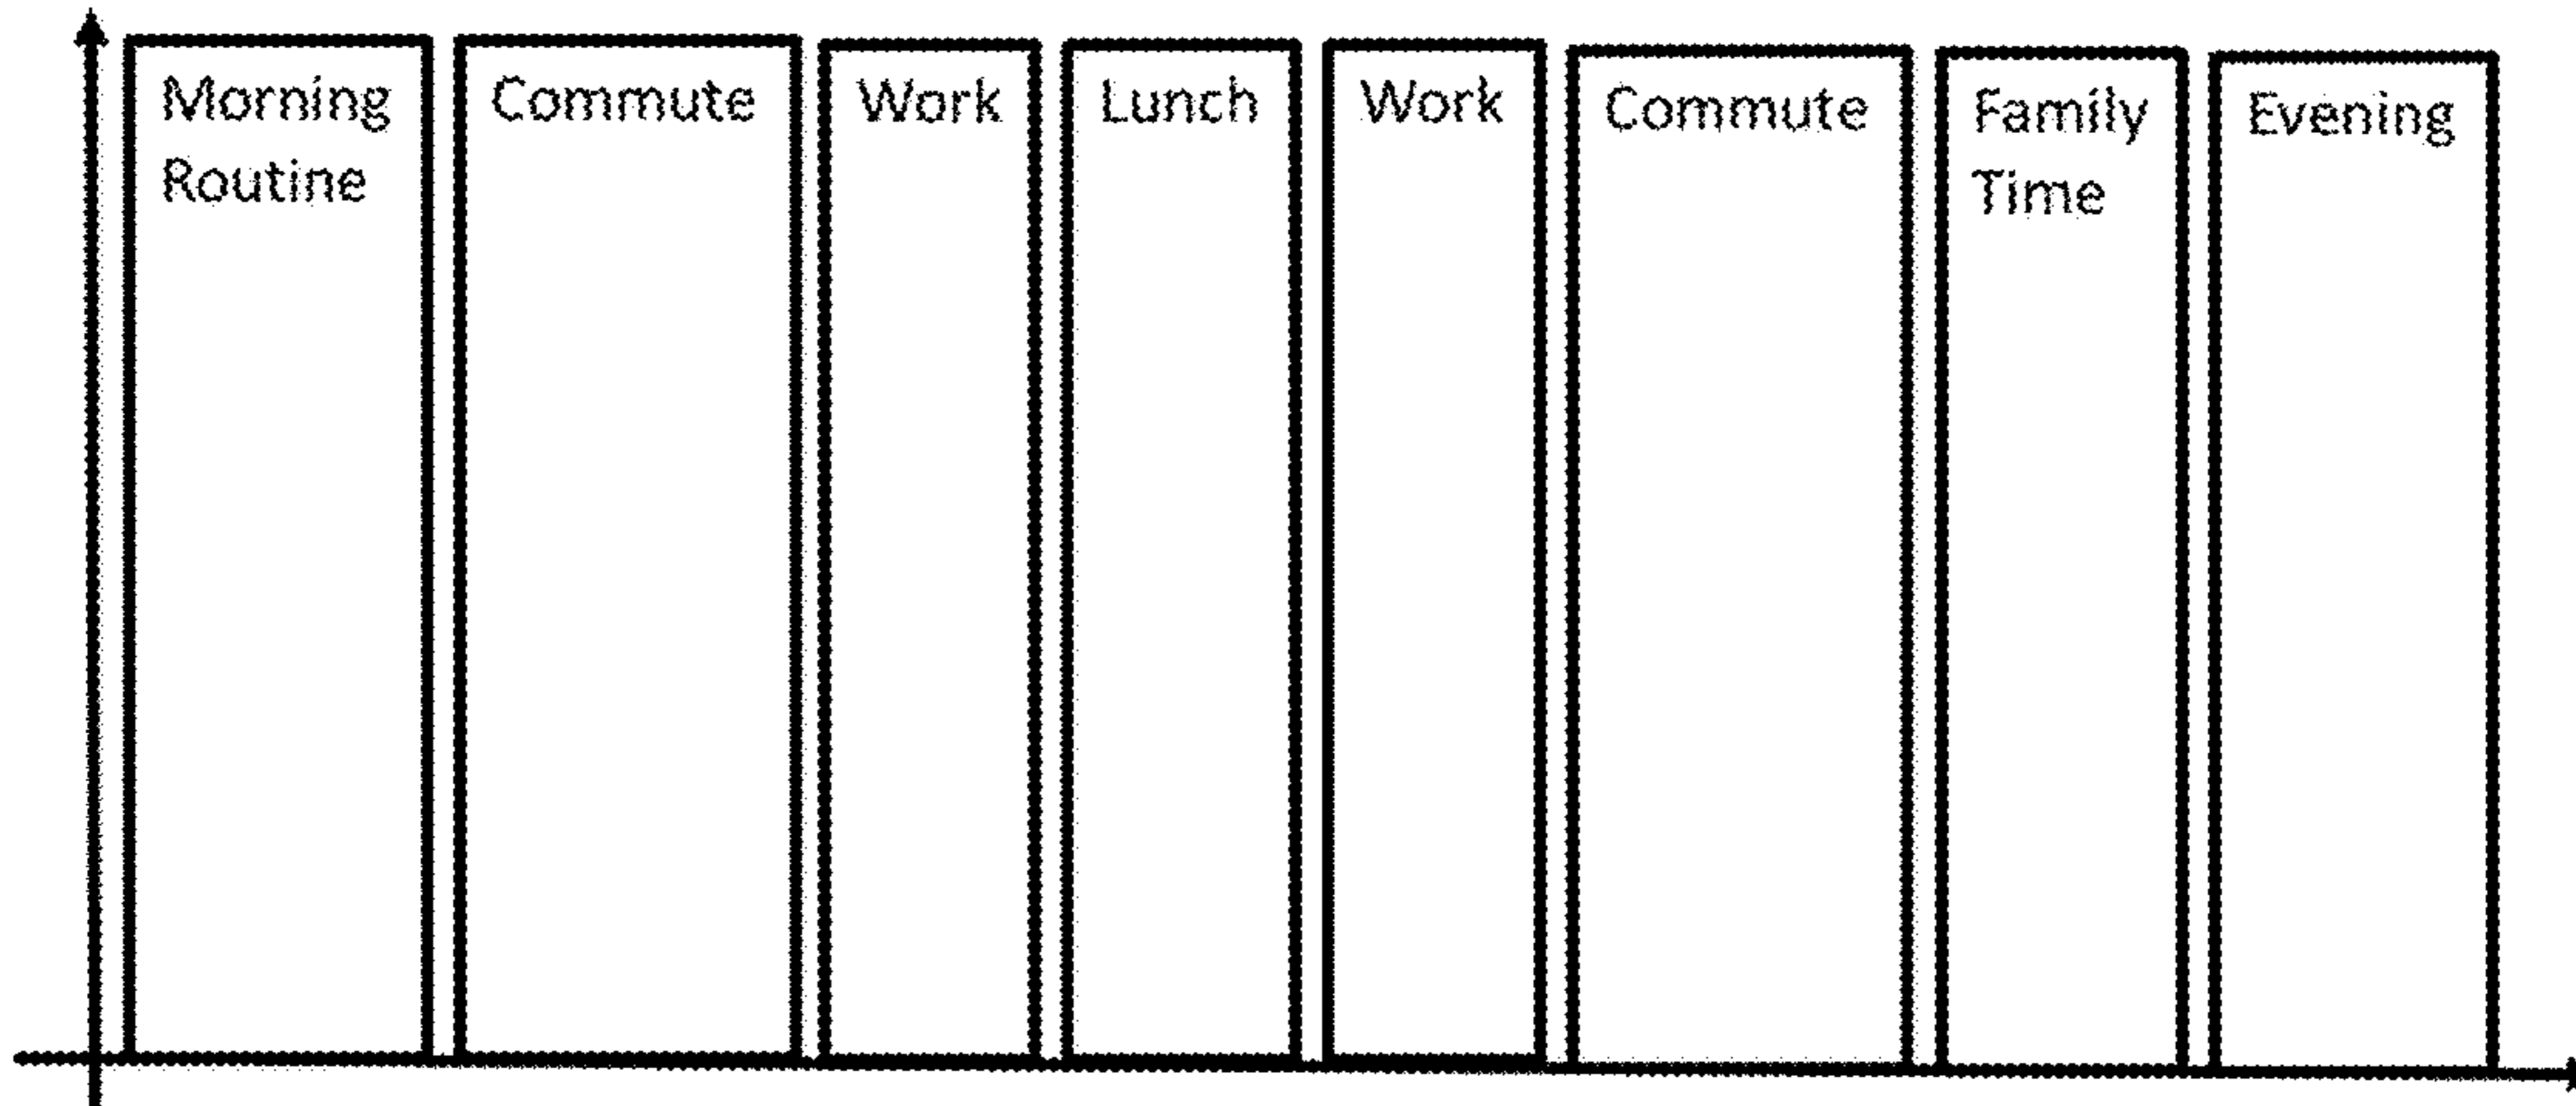 Morning
Routine
Commute
Work
Lunch
Work
Commute
Family
Time
Evening